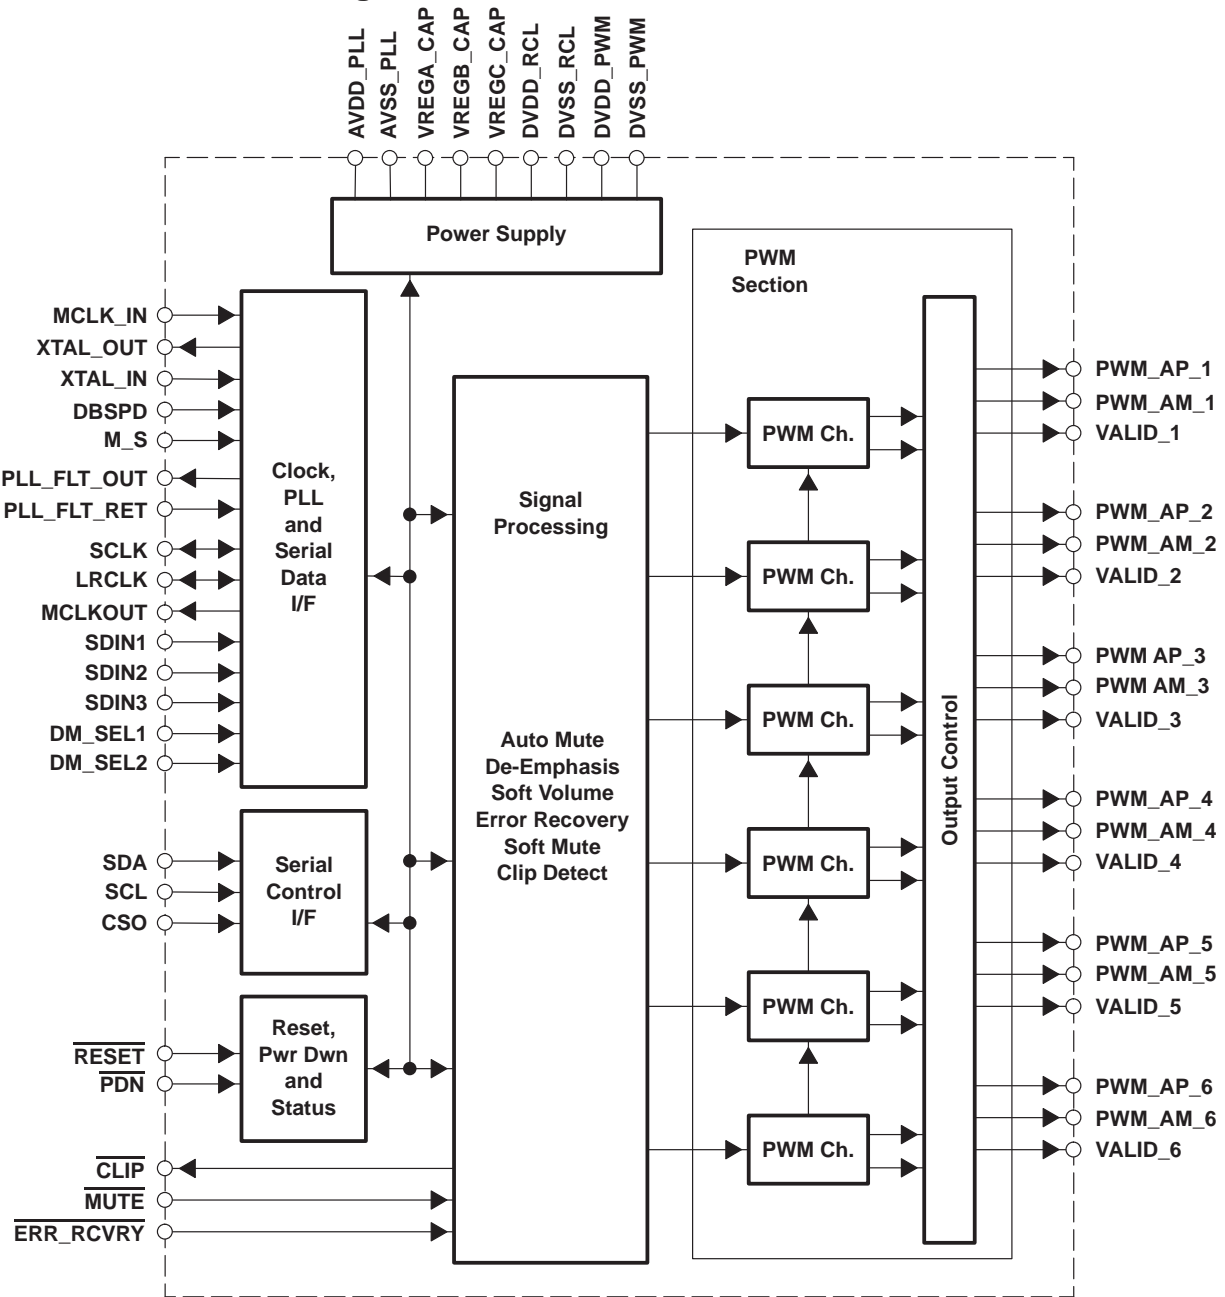 AVDD_PLL
AVSS_PLL
VREGA_CAP
VREGB_CAP
VREGC_CAP
DVDD_RCL
DVSS_RCL
DVDD_PWM
DVSS_PWM
Power Supply
PWM
Section
MCLK_IN
XTAL_OUT
XTAL_IN
DBSPD
M_S
PLL_FLT_OUT
PLL_FLT_RET
SCLK
LRCLK
MCLKOUT
SDIN1
SDIN2
SDIN3
DM_SEL1
DM_SEL2
Clock,
PLL
and
Serial
Data
I/F
SDA
SCL
CSO
Serial
Control
I/F
RESET
PDN
Reset,
Pwr Dwn
and
Status
CLIP
MUTE
ERR_RCVRY
Signal
Processing
Auto Mute
De-Emphasis
Soft Volume
Error Recovery
Soft Mute
Clip Detect
PWM Ch.
PWM Ch.
PWM Ch.
PWM Ch.
PWM Ch.
PWM Ch.
Output Control
PWM_AP_1
PWM_AM_1
VALID_1
PWM_AP_2
PWM_AM_2
VALID_2
PWM AP_3
PWM AM_3
VALID_3
PWM_AP_4
PWM_AM_4
VALID_4
PWM_AP_5
PWM_AM_5
VALID_5
PWM_AP_6
PWM_AM_6
VALID_6